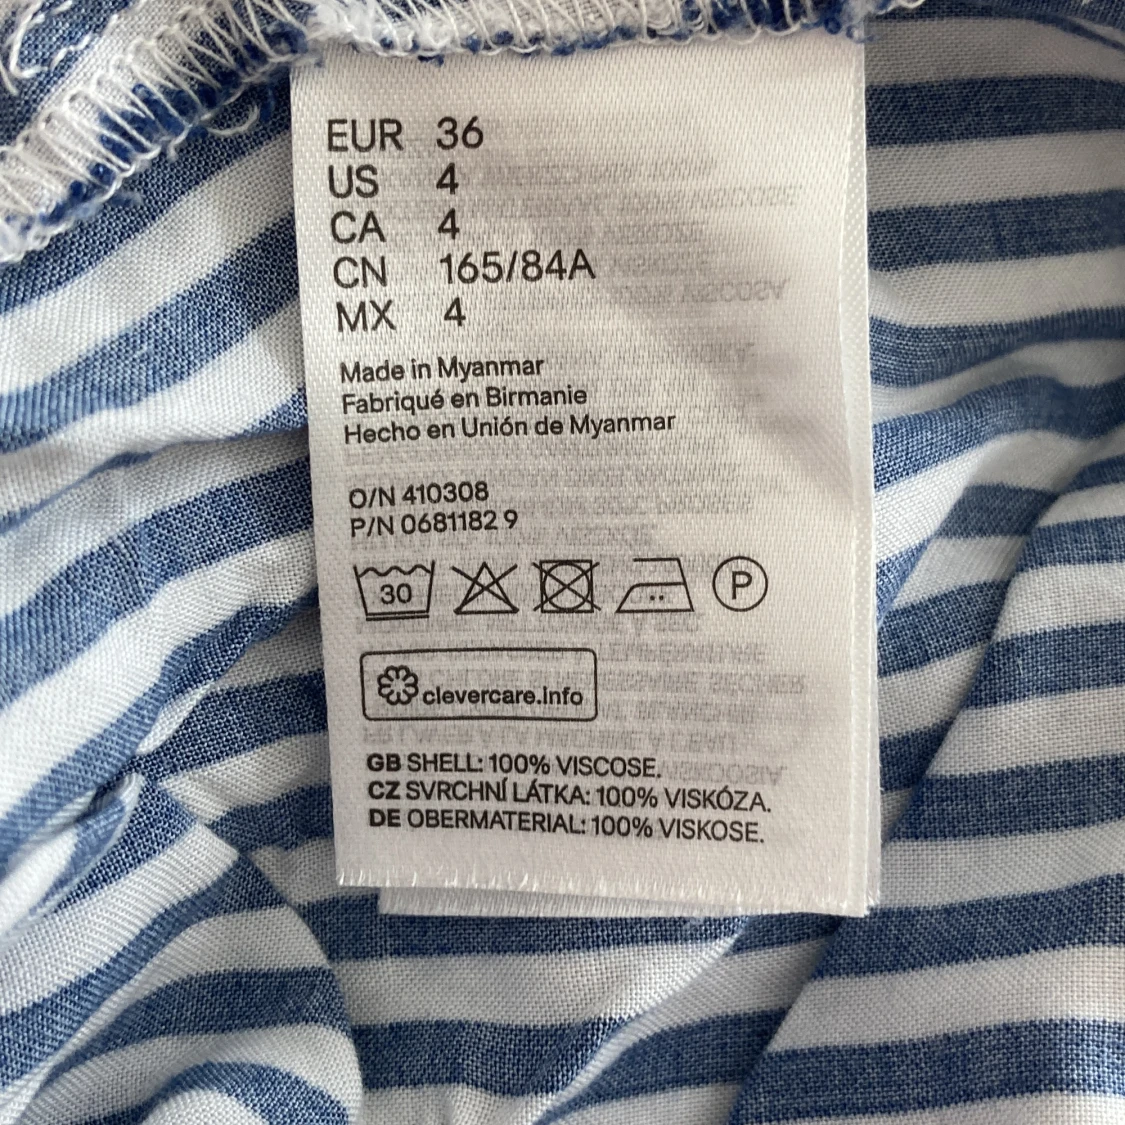 EUR 36
US 4
CA 4
CN 165/84A
MX 4
Made in Myanmar
Fabriqué en Birmanie
Hecho en Unión de Myanmar
O/N 410308
P/N 0681182 9
30 P
clevercare.info
GB SHELL: 100% VISCOSE.
CZ SVRCHNÍ LÁTKA: 100% VISKÓZA.
DE OBERMATERIAL: 100% VISKOSE.